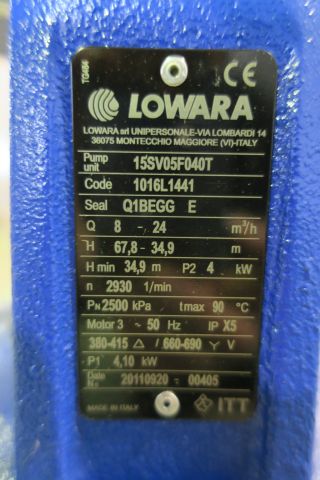 TG464
CE
LOWARA
LOWARA srl UNIPERSONALE-VIA LOMBARDI 14
36075 MONTECCHIO MAGGIORE (VI)-ITALY
Pump unit 15SV05F040T
Code 1016L1441
Seal Q1BEGG E
Q 8 - 24 m³/h
H 67,8 - 34,9 m
H min 34,9 m P2 4 kW
n 2930 1/min
PN 2500 kPa tmax 90 °C
Motor 3 ~ 50 Hz IP X5
380-415 △ / 660-690 Y V
P1 4,10 kW
Date N. 20110920 - 00405
MADE IN ITALY ITT